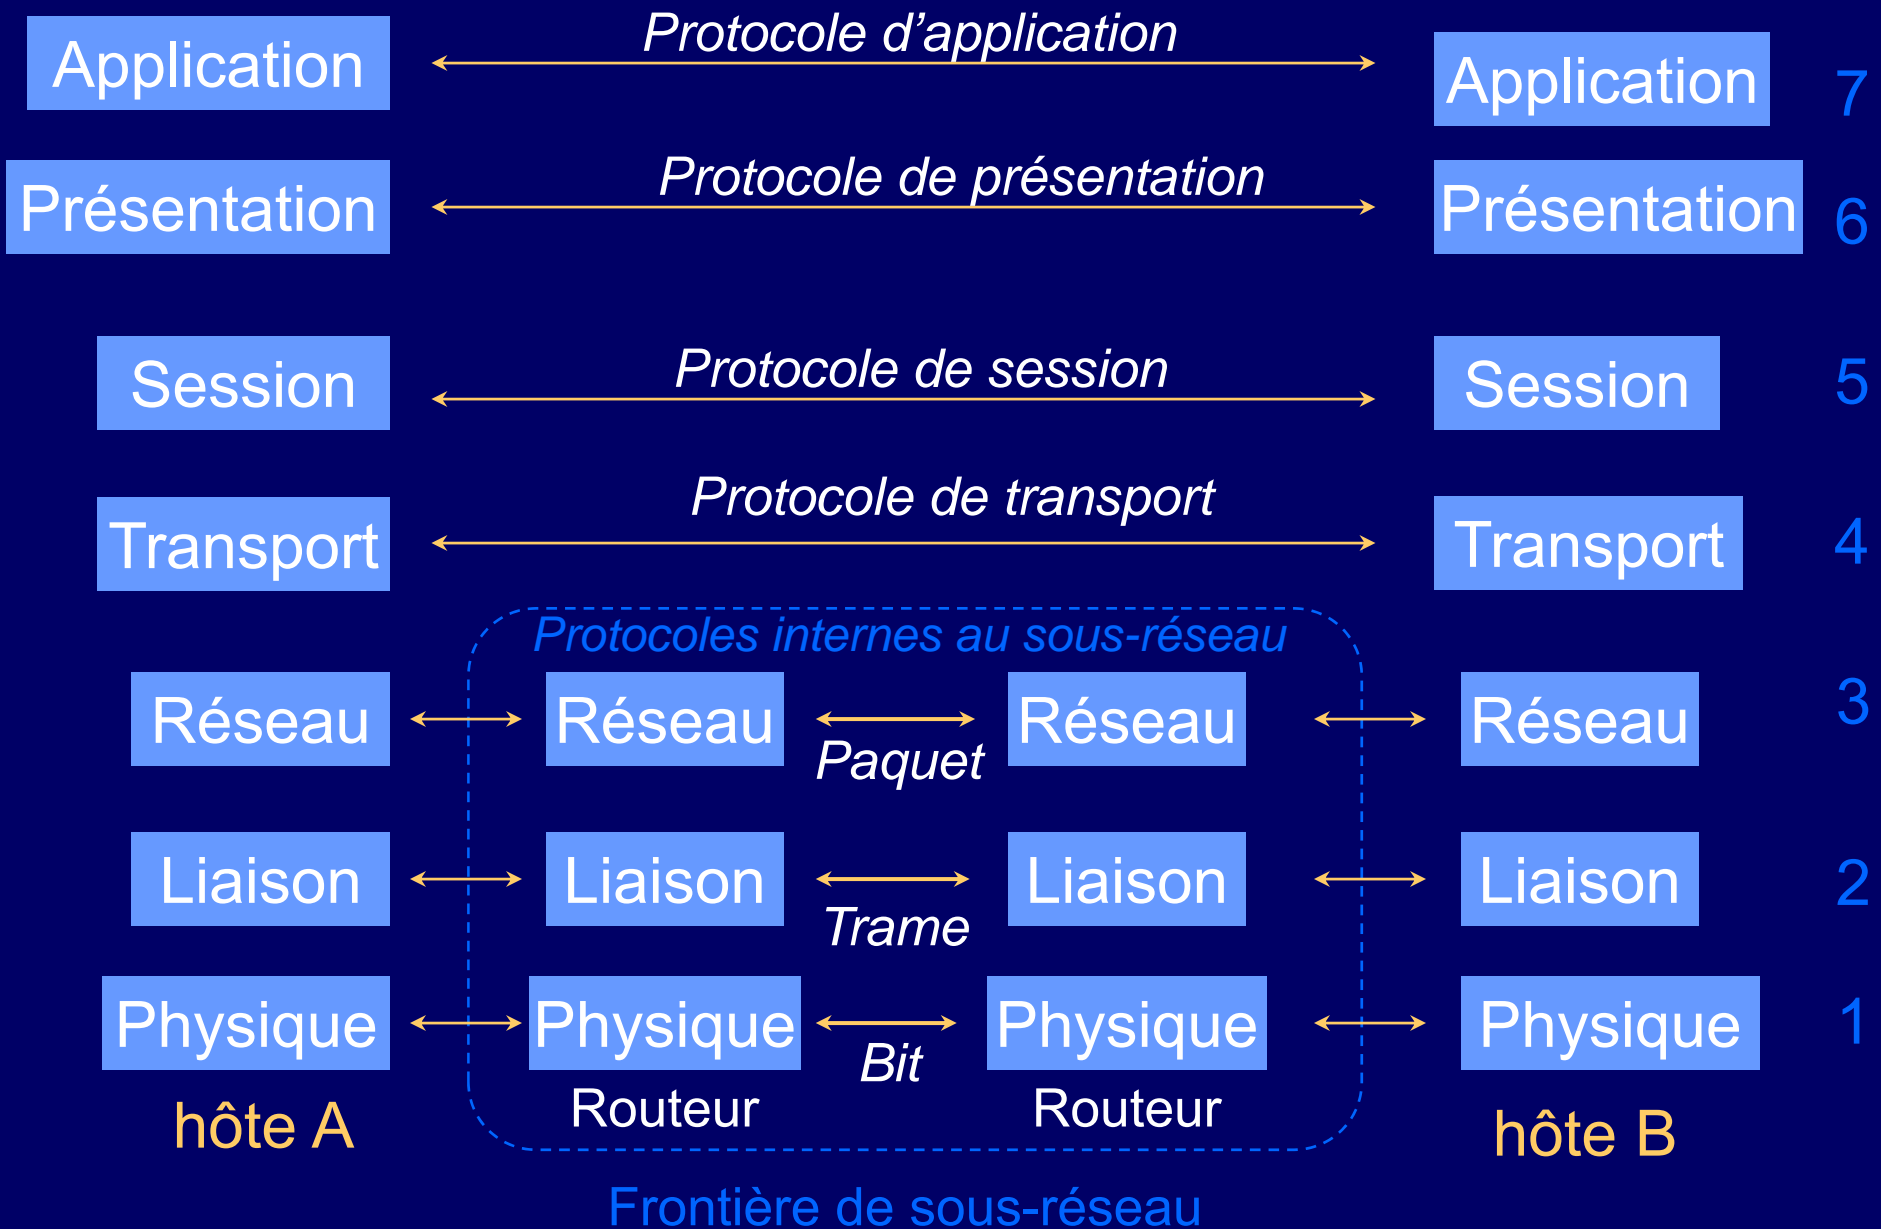 Application
Protocole d’application
Application
7
Présentation
Protocole de présentation
Présentation
6
Session
Protocole de session
Session
5
Transport
Protocole de transport
Transport
4
Protocoles internes au sous-réseau
Réseau
Réseau
Paquet
Réseau
Réseau
3
Liaison
Liaison
Trame
Liaison
Liaison
2
Physique
Physique
Bit
Physique
Physique
1
hôte A
Routeur
Routeur
hôte B
Frontière de sous-réseau